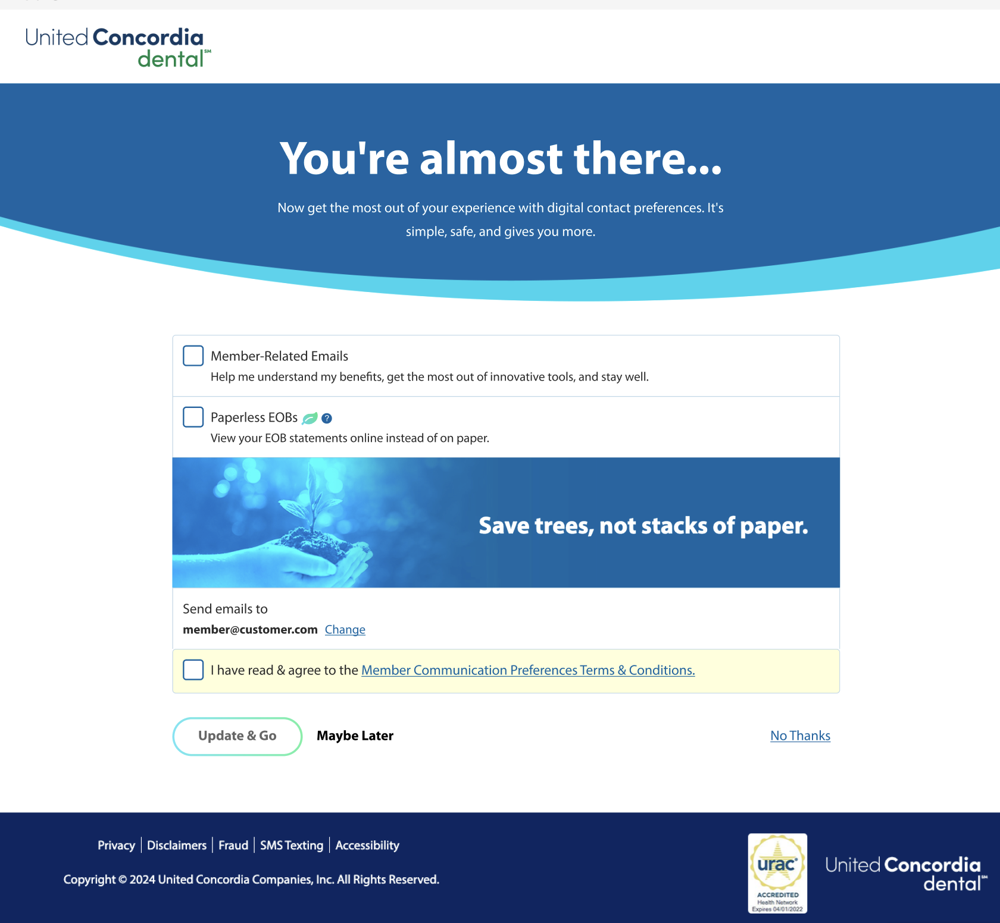 United Concordia
dental℠
You're almost there...
Now get the most out of your experience with digital contact preferences. It's
simple, safe, and gives you more.
Member-Related Emails
Help me understand my benefits, get the most out of innovative tools, and stay well.
Paperless EOBs ?
View your EOB statements online instead of on paper.
Save trees, not stacks of paper.
Send emails to
member@customer.com Change
I have read & agree to the Member Communication Preferences Terms & Conditions.
Update & Go Maybe Later No Thanks
Privacy | Disclaimers | Fraud | SMS Texting | Accessibility
Copyright © 2024 United Concordia Companies, Inc. All Rights Reserved.
urac®
ACCREDITED
Health Network
Expires 04/01/2022
United Concordia
dental℠